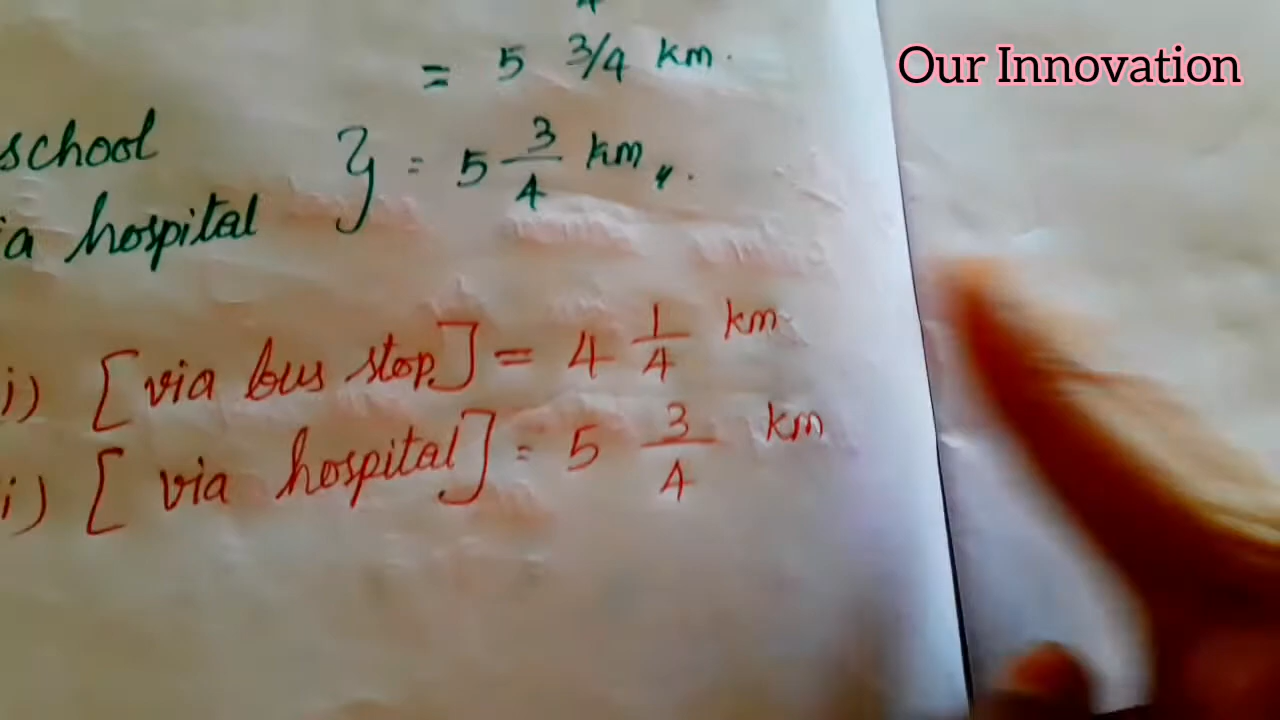 Our Innovation
= 5 3/4 km.
school } = 5 3/4 km.
hospital
i) [via bus stop] = 4 1/4 km
i) [via hospital] = 5 3/4 km